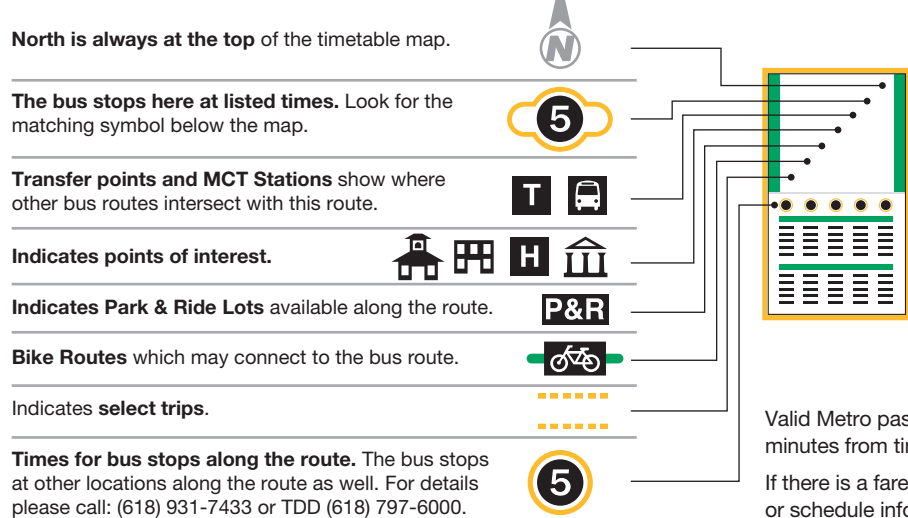 North is always at the top of the timetable map.
N
The bus stops here at listed times. Look for the
matching symbol below the map.
5
Transfer points and MCT Stations show where
other bus routes intersect with this route.
T
Indicates points of interest.
H
Indicates Park & Ride Lots available along the route.
P&R
Bike Routes which may connect to the bus route.
Indicates select trips.
Times for bus stops along the route. The bus stops
at other locations along the route as well. For details
please call: (618) 931-7433 or TDD (618) 797-6000.
5
Valid Metro pas
minutes from ti
If there is a fare
or schedule info